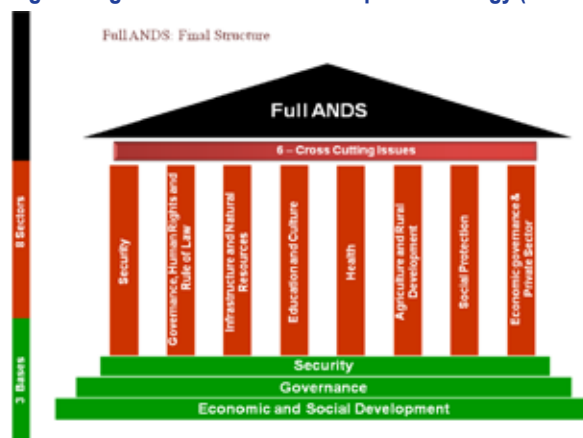 Full ANDS: Final Structure
Full ANDS
6 – Cross Cutting Issues
8 Sectors
Security
Governance, Human Rights and
Rule of Law
Infrastructure and Natural
Resources
Education and Culture
Health
Agriculture and Rural
Development
Social Protection
Economic governance &
Private Sector
3 Bases
Security
Governance
Economic and Social Development